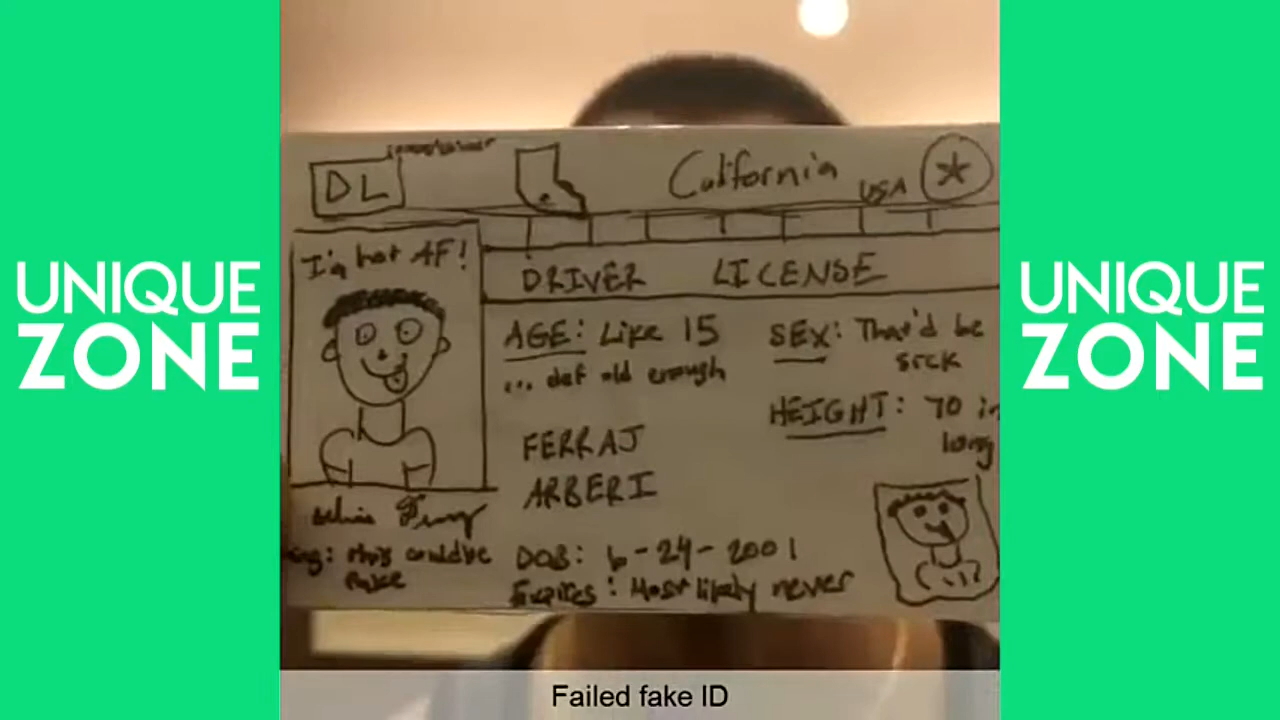 UNIQUE
ZONE
DL
California
USA
I'm hot AF!
DRIVER LICENSE
AGE: Like 15
... def old enough
SEX: That'd be
sick
HEIGHT: 70 in
long
FERRAJ
ARBERI
DOB: 6-24-2001
Expires: Most likely never
this could be
fake
UNIQUE
ZONE
Failed fake ID